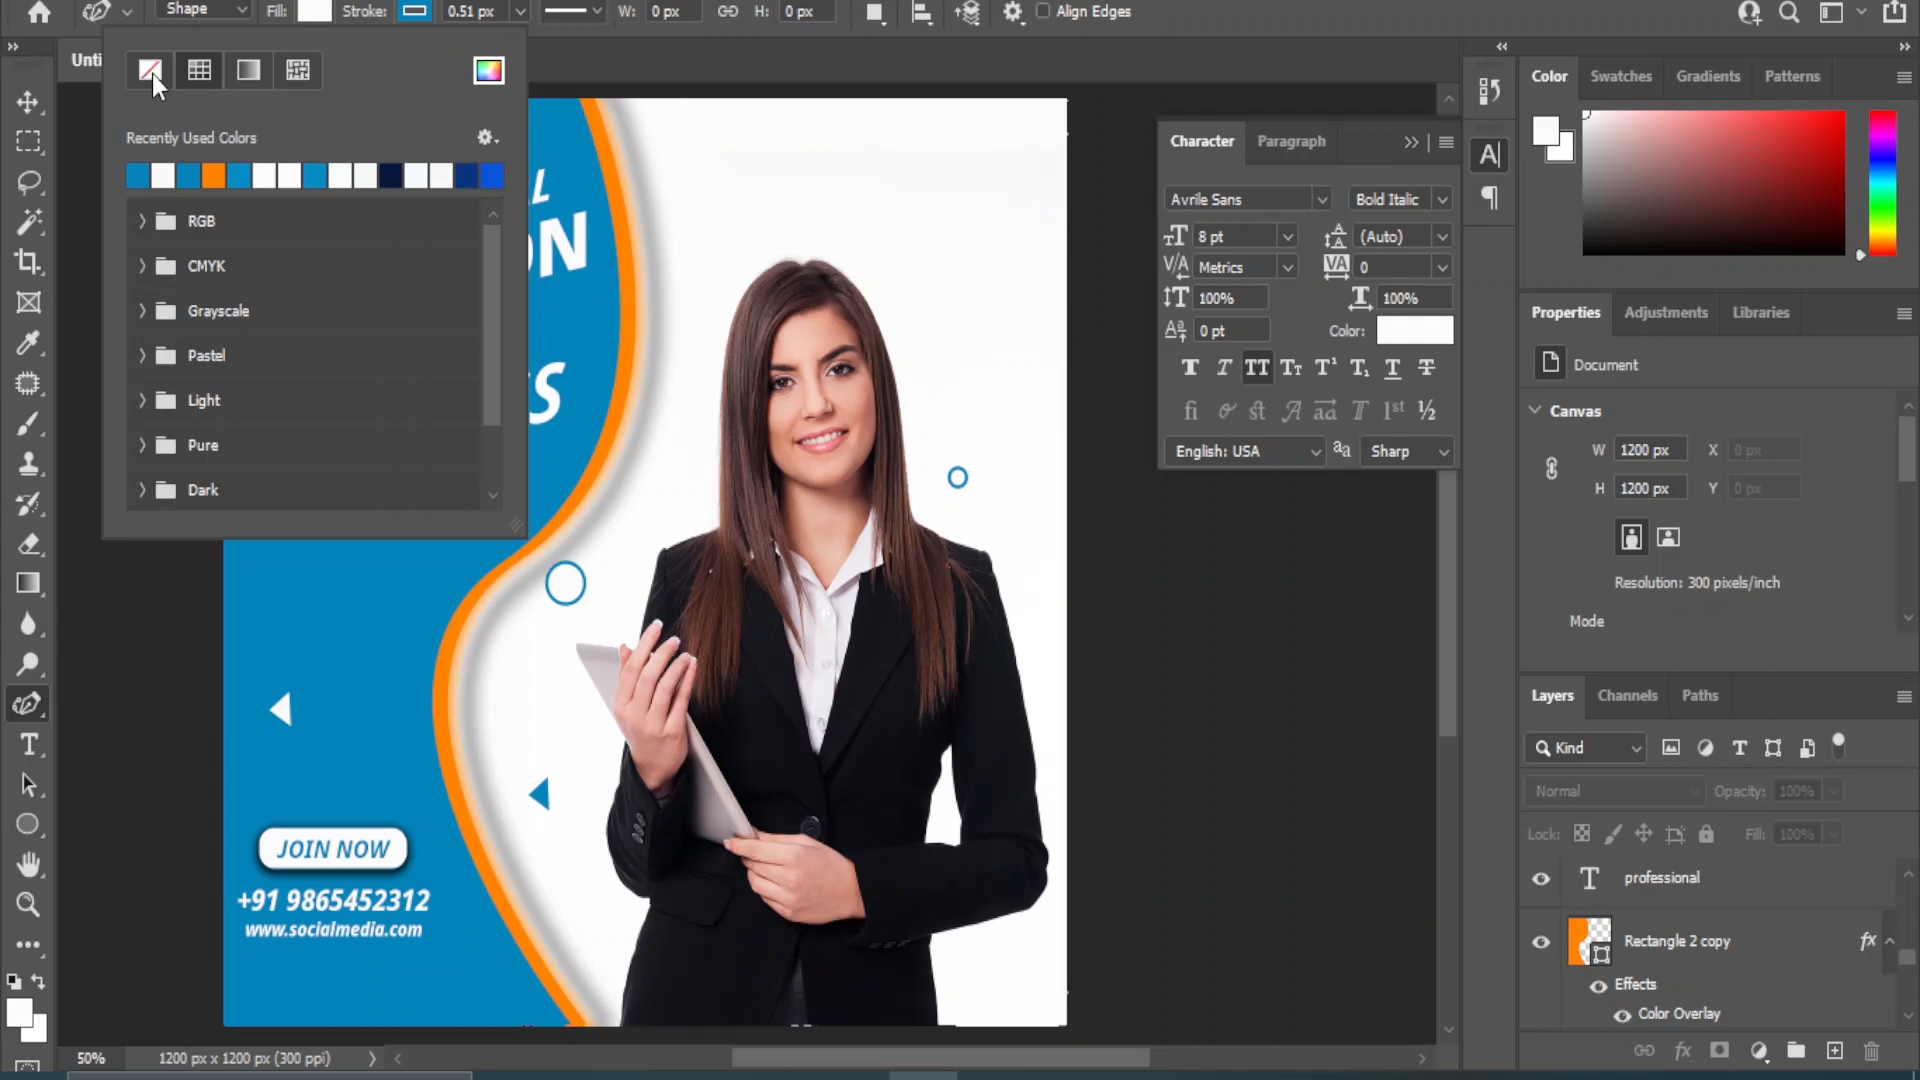 Shape
Fill:
Stroke:
0.51 px
W:
0 px
H:
0 px
Align Edges
Recently Used Colors
RGB
CMYK
Grayscale
Pastel
Light
Pure
Dark
ON
S
JOIN NOW
+91 9865452312
www.socialmedia.com
Character
Paragraph
Avrile Sans
Bold Italic
8 pt
(Auto)
Metrics
0
100%
100%
0 pt
Color:
English: USA
Sharp
Color
Swatches
Gradients
Patterns
Properties
Adjustments
Libraries
Document
Canvas
W
1200 px
X
0 px
H
1200 px
Y
0 px
Resolution: 300 pixels/inch
Mode
Layers
Channels
Paths
Kind
Normal
Opacity:
100%
Lock:
Fill:
100%
professional
Rectangle 2 copy
fx
Effects
Color Overlay
50%
1200 px x 1200 px (300 ppi)